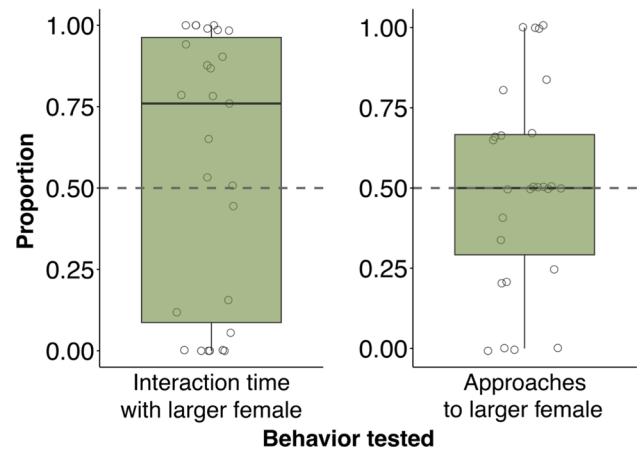 Proportion
1.00
0.75
0.50
0.25
0.00
Interaction time
with larger female
1.00
0.75
0.50
0.25
0.00
Approaches
to larger female
Behavior tested